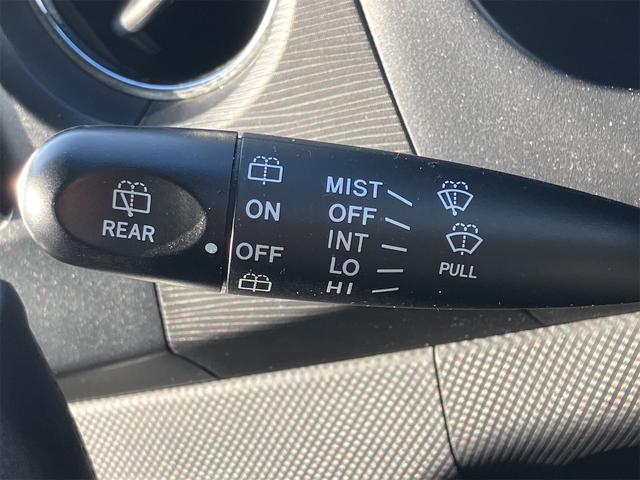 REAR
ON
OFF
MIST
OFF
INT
LO
HI
PULL